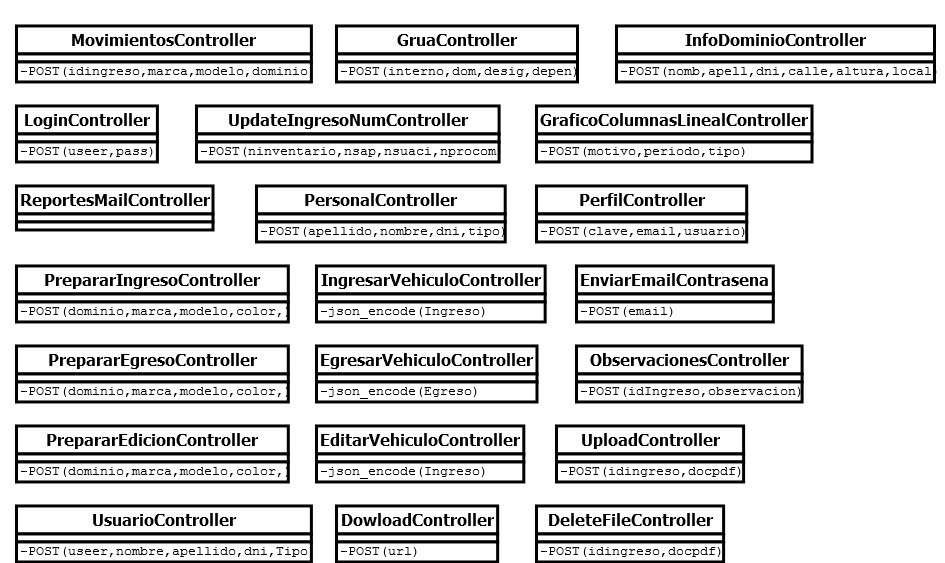 MovimientosController
-POST(idingreso,marca,modelo,dominio
GruaController
-POST(interno,dom,desig,depen)
InfoDominioController
-POST(nomb,apell,dni,calle,altura,local
LoginController
-POST(useer,pass)
UpdateIngresoNumController
-POST(ninventario,nsap,nsuaci,nprocom
GraficoColumnasLinealController
-POST(motivo,periodo,tipo)
ReportesMailController
PersonalController
-POST(apellido,nombre,dni,tipo)
PerfilController
-POST(clave,email,usuario)
PrepararIngresoController
-POST(dominio,marca,modelo,color,)
IngresarVehiculoController
-json_encode(Ingreso)
EnviarEmailContrasena
-POST(email)
PrepararEgresoController
-POST(dominio,marca,modelo,color,)
EgresarVehiculoController
-json_encode(Egreso)
ObservacionesController
-POST(idIngreso,observacion)
PrepararEdicionController
-POST(dominio,marca,modelo,color,)
EditarVehiculoController
-json_encode(Ingreso)
UploadController
-POST(idingreso,docpdf)
UsuarioController
-POST(useer,nombre,apellido,dni,Tipo
DowloadController
-POST(url)
DeleteFileController
-POST(idingreso,docpdf)